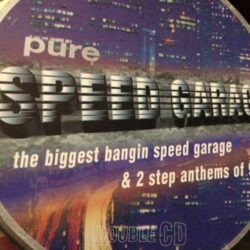 pure
SPEED GARAG
the biggest bangin speed garage
& 2 step anthems of
DOUBLE CD